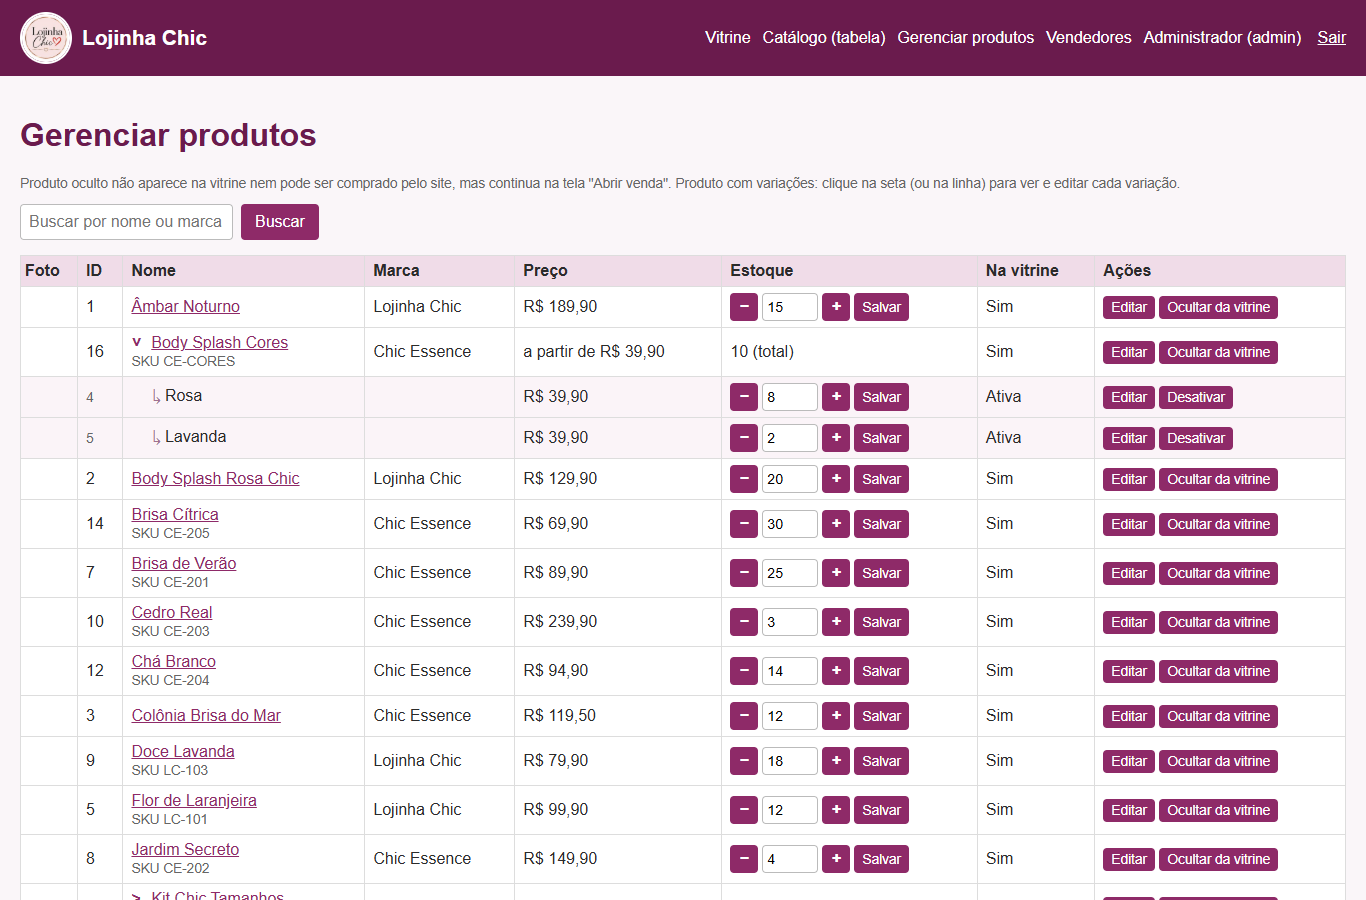 Lojinha
Chic
Lojinha Chic
Vitrine Catálogo (tabela) Gerenciar produtos Vendedores Administrador (admin) Sair
Gerenciar produtos
Produto oculto não aparece na vitrine nem pode ser comprado pelo site, mas continua na tela "Abrir venda". Produto com variações: clique na seta (ou na linha) para ver e editar cada variação.
Buscar por nome ou marca Buscar
Foto ID Nome Marca Preço Estoque Na vitrine Ações
1 Âmbar Noturno Lojinha Chic R$ 189,90 − 15 + Salvar Sim Editar Ocultar da vitrine
16 Body Splash Cores Chic Essence a partir de R$ 39,90 10 (total) Sim Editar Ocultar da vitrine
SKU CE-CORES
4 ↳ Rosa R$ 39,90 − 8 + Salvar Ativa Editar Desativar
5 ↳ Lavanda R$ 39,90 − 2 + Salvar Ativa Editar Desativar
2 Body Splash Rosa Chic Lojinha Chic R$ 129,90 − 20 + Salvar Sim Editar Ocultar da vitrine
14 Brisa Cítrica Chic Essence R$ 69,90 − 30 + Salvar Sim Editar Ocultar da vitrine
SKU CE-205
7 Brisa de Verão Chic Essence R$ 89,90 − 25 + Salvar Sim Editar Ocultar da vitrine
SKU CE-201
10 Cedro Real Chic Essence R$ 239,90 − 3 + Salvar Sim Editar Ocultar da vitrine
SKU CE-203
12 Chá Branco Chic Essence R$ 94,90 − 14 + Salvar Sim Editar Ocultar da vitrine
SKU CE-204
3 Colônia Brisa do Mar Chic Essence R$ 119,50 − 12 + Salvar Sim Editar Ocultar da vitrine
9 Doce Lavanda Lojinha Chic R$ 79,90 − 18 + Salvar Sim Editar Ocultar da vitrine
SKU LC-103
5 Flor de Laranjeira Lojinha Chic R$ 99,90 − 12 + Salvar Sim Editar Ocultar da vitrine
SKU LC-101
8 Jardim Secreto Chic Essence R$ 149,90 − 4 + Salvar Sim Editar Ocultar da vitrine
SKU CE-202
Kit Chic Tamanhos